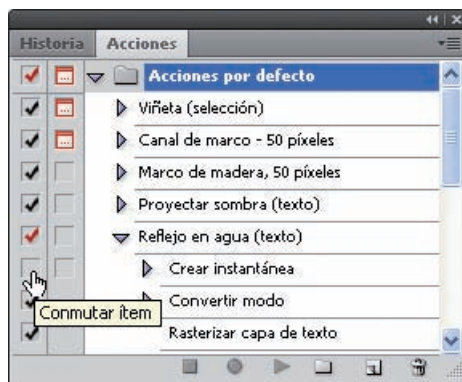 Historia Acciones
Acciones por defecto
Viñeta (selección)
Canal de marco - 50 píxeles
Marco de madera, 50 píxeles
Proyectar sombra (texto)
Reflejo en agua (texto)
Crear instantánea
Convertir modo
Conmutar ítem
Rasterizar capa de texto